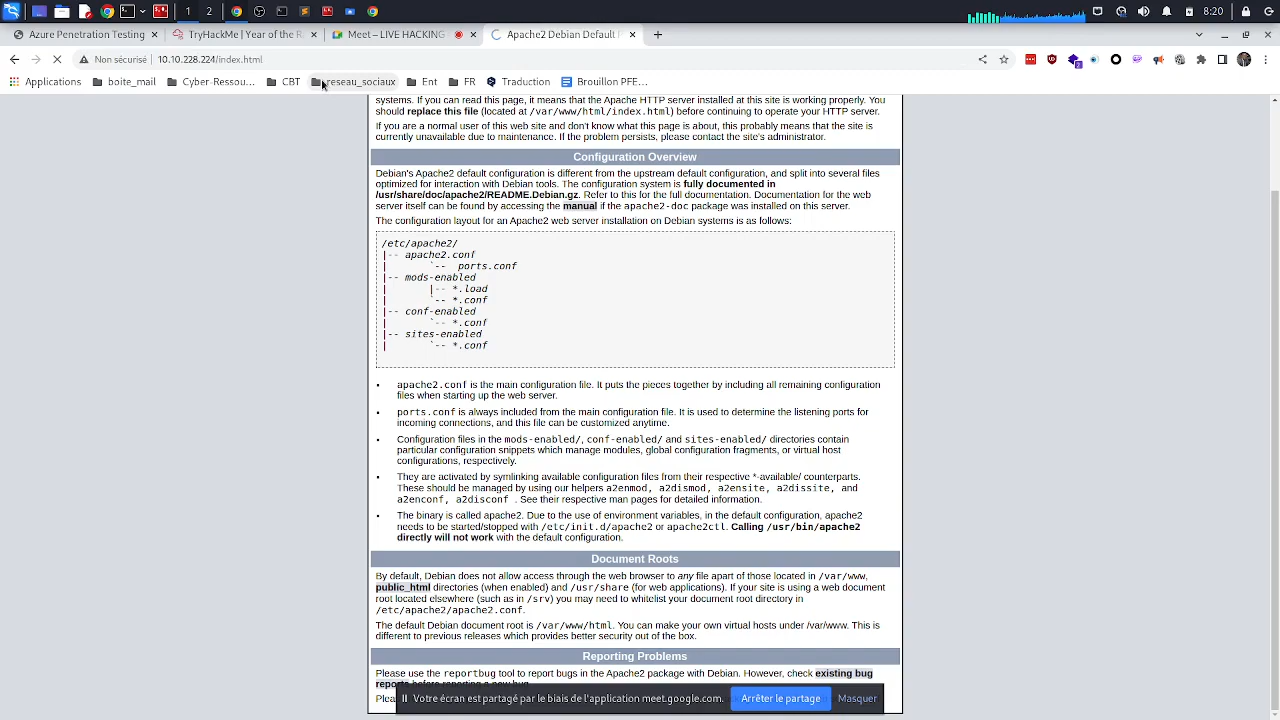 1
2
8:20
Azure Penetration Testing
TryHackMe | Year of the R
Meet – LIVE HACKING
Apache2 Debian Default
Non sécurisé
10.10.228.224/index.html
Applications
boite_mail
Cyber-Ressou...
CBT
reseau_sociaux
Ent
FR
Traduction
Brouillon PFE...
systems. If you can read this page, it means that the Apache HTTP server installed at this site is working properly. You
should replace this file (located at /var/www/html/index.html) before continuing to operate your HTTP server.
If you are a normal user of this web site and don't know what this page is about, this probably means that the site is
currently unavailable due to maintenance. If the problem persists, please contact the site's administrator.
Configuration Overview
Debian's Apache2 default configuration is different from the upstream default configuration, and split into several files
optimized for interaction with Debian tools. The configuration system is fully documented in
/usr/share/doc/apache2/README.Debian.gz. Refer to this for the full documentation. Documentation for the web
server itself can be found by accessing the manual if the apache2-doc package was installed on this server.
The configuration layout for an Apache2 web server installation on Debian systems is as follows:
/etc/apache2/
|-- apache2.conf
|       `--  ports.conf
|-- mods-enabled
|       |-- *.load
|       `-- *.conf
|-- conf-enabled
|       `-- *.conf
|-- sites-enabled
|       `-- *.conf
• apache2.conf is the main configuration file. It puts the pieces together by including all remaining configuration
files when starting up the web server.
• ports.conf is always included from the main configuration file. It is used to determine the listening ports for
incoming connections, and this file can be customized anytime.
• Configuration files in the mods-enabled/, conf-enabled/ and sites-enabled/ directories contain
particular configuration snippets which manage modules, global configuration fragments, or virtual host
configurations, respectively.
• They are activated by symlinking available configuration files from their respective *-available/ counterparts.
These should be managed by using our helpers a2enmod, a2dismod, a2ensite, a2dissite, and
a2enconf, a2disconf . See their respective man pages for detailed information.
• The binary is called apache2. Due to the use of environment variables, in the default configuration, apache2
needs to be started/stopped with /etc/init.d/apache2 or apache2ctl. Calling /usr/bin/apache2
directly will not work with the default configuration.
Document Roots
By default, Debian does not allow access through the web browser to any file apart of those located in /var/www,
public_html directories (when enabled) and /usr/share (for web applications). If your site is using a web document
root located elsewhere (such as in /srv) you may need to whitelist your document root directory in
/etc/apache2/apache2.conf.
The default Debian document root is /var/www/html. You can make your own virtual hosts under /var/www. This is
different to previous releases which provides better security out of the box.
Reporting Problems
Please use the reportbug tool to report bugs in the Apache2 package with Debian. However, check existing bug
reports before reporting a new bug.
Votre écran est partagé par le biais de l'application meet.google.com.
Arrêter le partage
Masquer